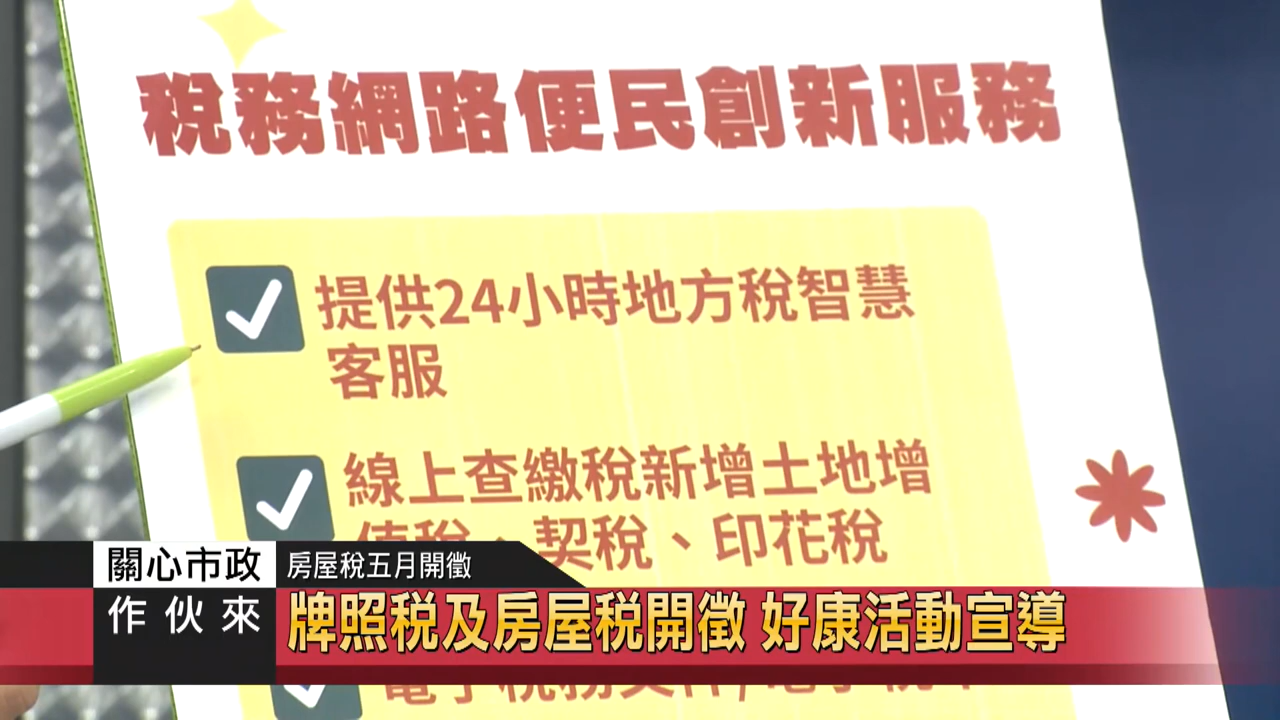 稅務網路便民創新服務
提供24小時地方稅智慧
客服
線上查繳稅新增土地增
值稅、契稅、印花稅
關心市政
房屋稅五月開徵
作伙來
牌照稅及房屋稅開徵 好康活動宣導